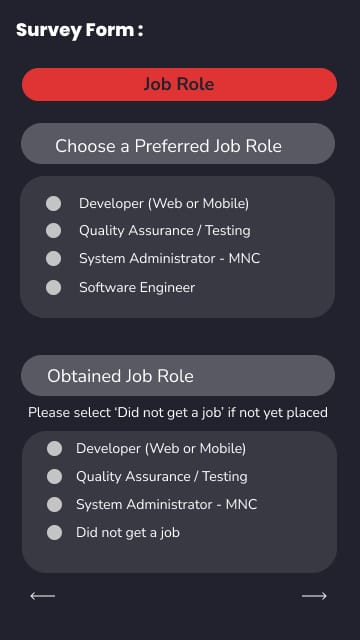 Survey Form :
Job Role
Choose a Preferred Job Role
Developer (Web or Mobile)
Quality Assurance / Testing
System Administrator - MNC
Software Engineer
Obtained Job Role
Please select ‘Did not get a job’ if not yet placed
Developer (Web or Mobile)
Quality Assurance / Testing
System Administrator - MNC
Did not get a job